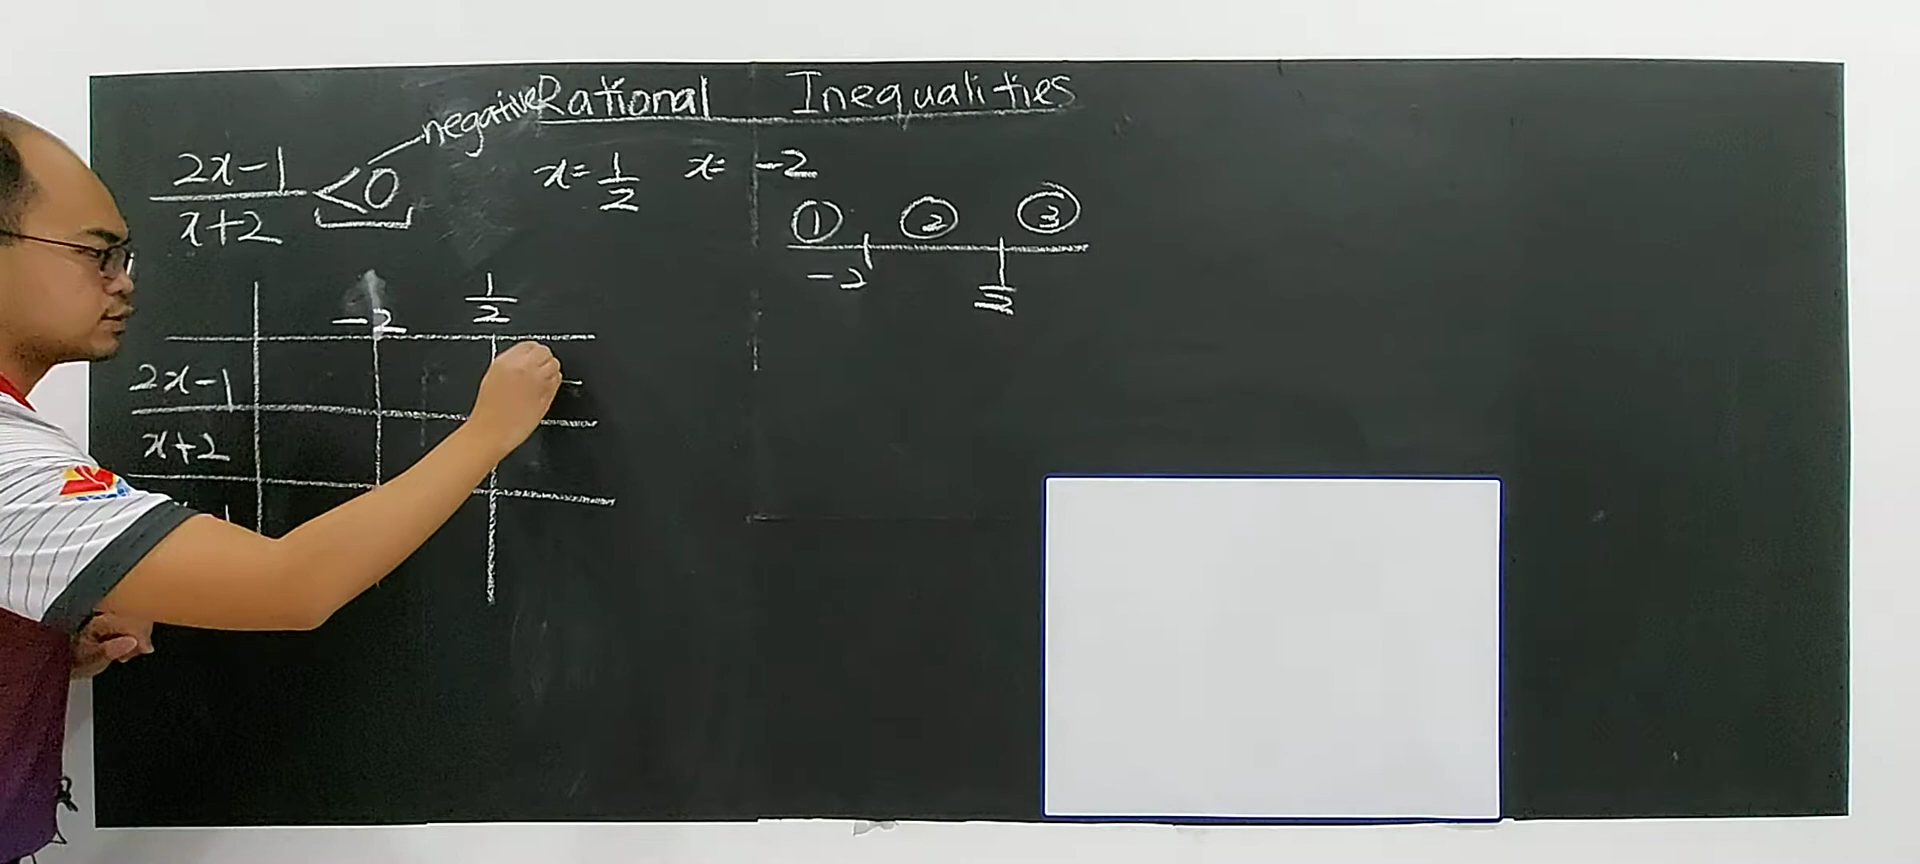 Rational Inequalities
negative
2x-1
x+2
<0
x= 1/2 x= -2
① ② ③
-2 1/2
-2 1/2
2x-1
x+2